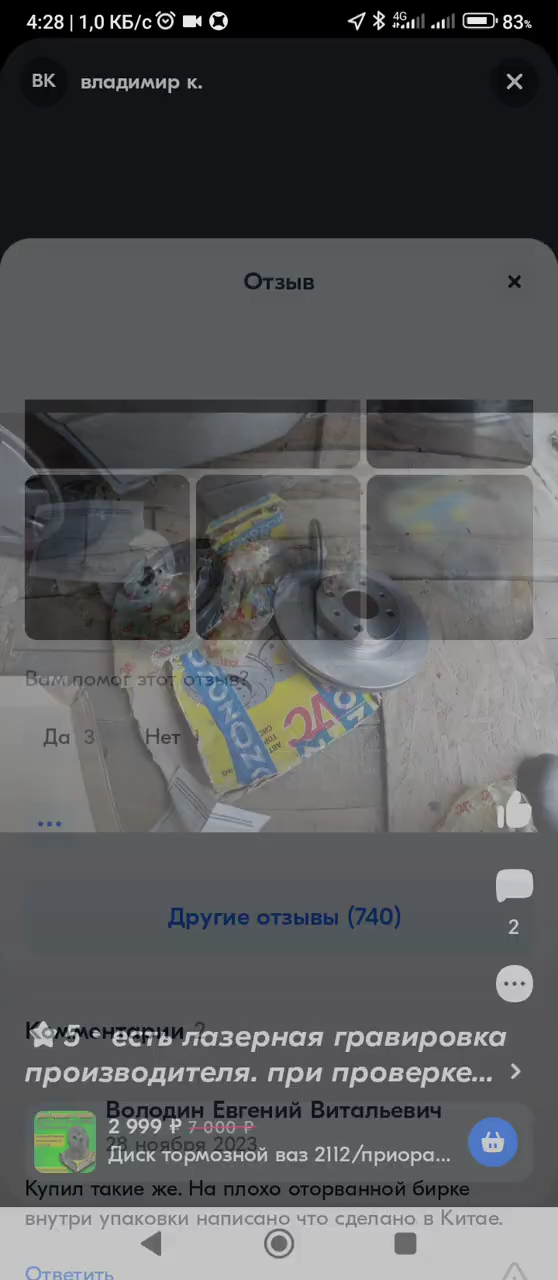 4:28 | 1,0 КБ/с
4G
83%
ВК
владимир к.
Отзыв
OZONOZO
Вам помог этот отзыв?
Да 3
Нет
Другие отзывы (740)
2
Комментарии 2
5 • есть лазерная гравировка
производителя. при проверке...
Володин Евгений Витальевич
2 999 ₽ 7 000 ₽
28 ноября 2023
Диск тормозной ваз 2112/приора...
Купил такие же. На плохо оторванной бирке
внутри упаковки написано что сделано в Китае.
Ответить